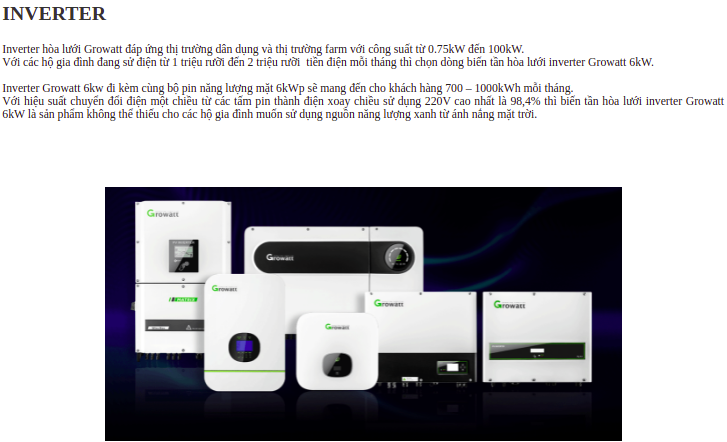 INVERTER
Inverter hòa lưới Growatt đáp ứng thị trường dân dụng và thị trường farm với công suất từ 0.75kW đến 100kW.
Với các hộ gia đình đang sử điện từ 1 triệu rưỡi đến 2 triệu rưỡi tiền điện mỗi tháng thì chọn dòng biến tần hòa lưới inverter Growatt 6kW.
Inverter Growatt 6kw đi kèm cùng bộ pin năng lượng mặt 6kWp sẽ mang đến cho khách hàng 700 – 1000kWh mỗi tháng.
Với hiệu suất chuyển đổi điện một chiều từ các tấm pin thành điện xoay chiều sử dụng 220V cao nhất là 98,4% thì biến tần hòa lưới inverter Growatt
6kW là sản phẩm không thể thiếu cho các hộ gia đình muốn sử dụng nguồn năng lượng xanh từ ánh nắng mặt trời.
Growatt
Growatt
Growatt
Growatt
Growatt
Growatt